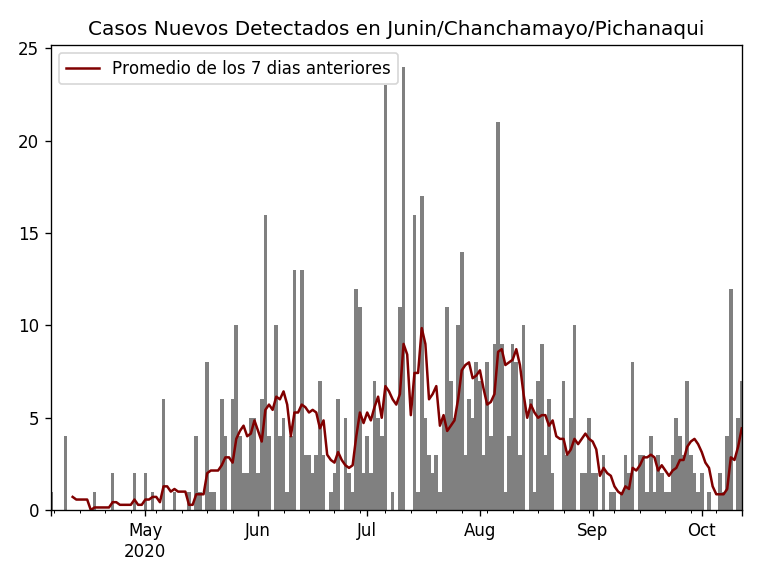 Casos Nuevos Detectados en Junin/Chanchamayo/Pichanaqui
Promedio de los 7 dias anteriores
25
20
15
10
5
0
May
2020
Jun
Jul
Aug
Sep
Oct